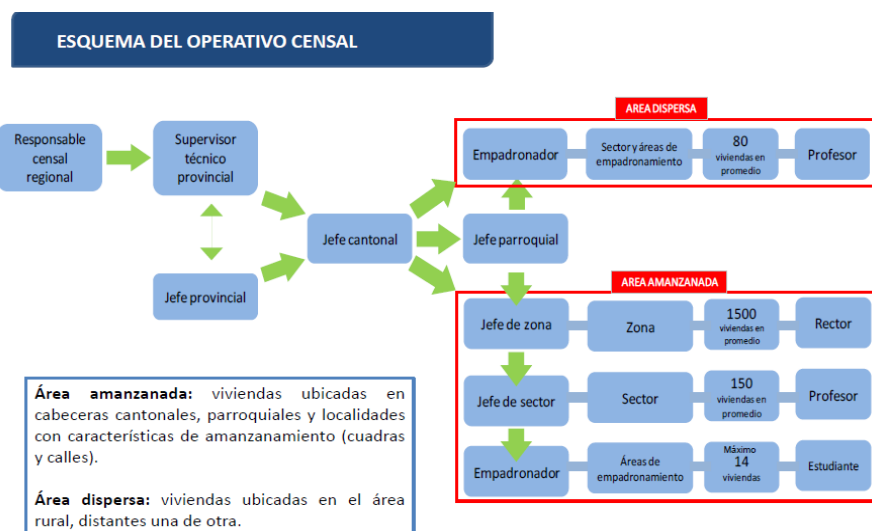 ESQUEMA DEL OPERATIVO CENSAL
AREA DISPERSA
Responsable
censal
regional
Supervisor
técnico
provincial
Empadronador
Sector y áreas de
empadronamiento
80
viviendas en
promedio
Profesor
Jefe cantonal
Jefe parroquial
Jefe provincial
AREA AMANZANADA
Jefe de zona
Zona
1500
viviendas en
promedio
Rector
Jefe de sector
Sector
150
viviendas en
promedio
Profesor
Empadronador
Áreas de
empadronamiento
Máximo
14
viviendas
Estudiante
Área amanzanada: viviendas ubicadas en
cabeceras cantonales, parroquiales y localidades
con características de amanzanamiento (cuadras
y calles).
Área dispersa: viviendas ubicadas en el área
rural, distantes una de otra.